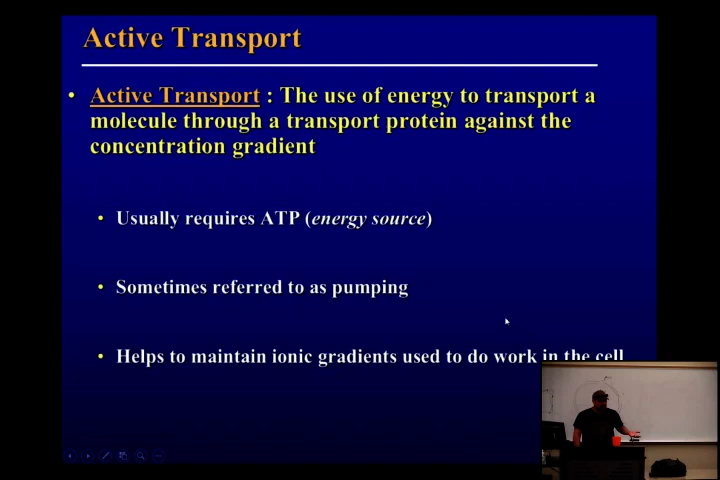 Active Transport
• Active Transport : The use of energy to transport a
molecule through a transport protein against the
concentration gradient
• Usually requires ATP (energy source)
• Sometimes referred to as pumping
• Helps to maintain ionic gradients used to do work in the cell